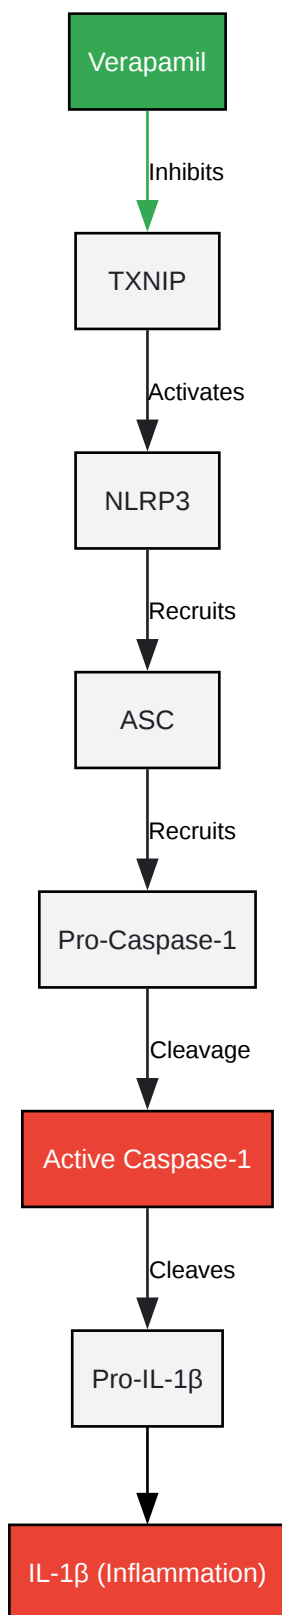 Verapamil
Inhibits
TXNIP
Activates
NLRP3
Recruits
ASC
Recruits
Pro-Caspase-1
Cleavage
Active Caspase-1
Cleaves
Pro-IL-1β
IL-1β (Inflammation)